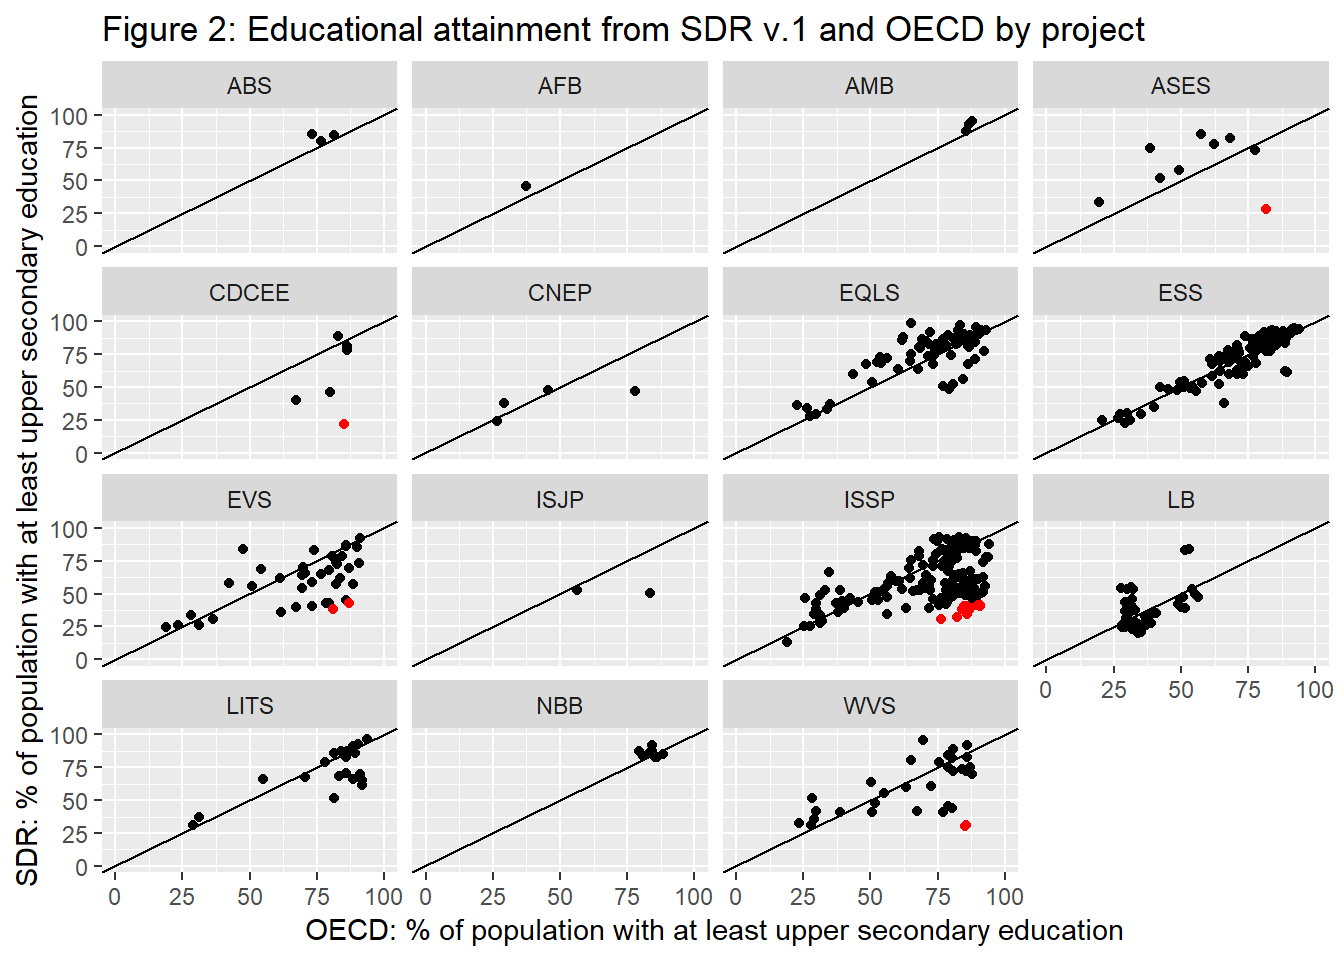 Figure 2: Educational attainment from SDR v.1 and OECD by project
SDR: % of population with at least upper secondary education
ABS AFB AMB ASES
100
75
50
25
0
CDCEE CNEP EQLS ESS
100
75
50
25
0
EVS ISJP ISSP LB
100
75
50
25
0
0 25 50 75 100
LITS NBB WVS
100
75
50
25
0
0 25 50 75 100 0 25 50 75 100 0 25 50 75 100
OECD: % of population with at least upper secondary education